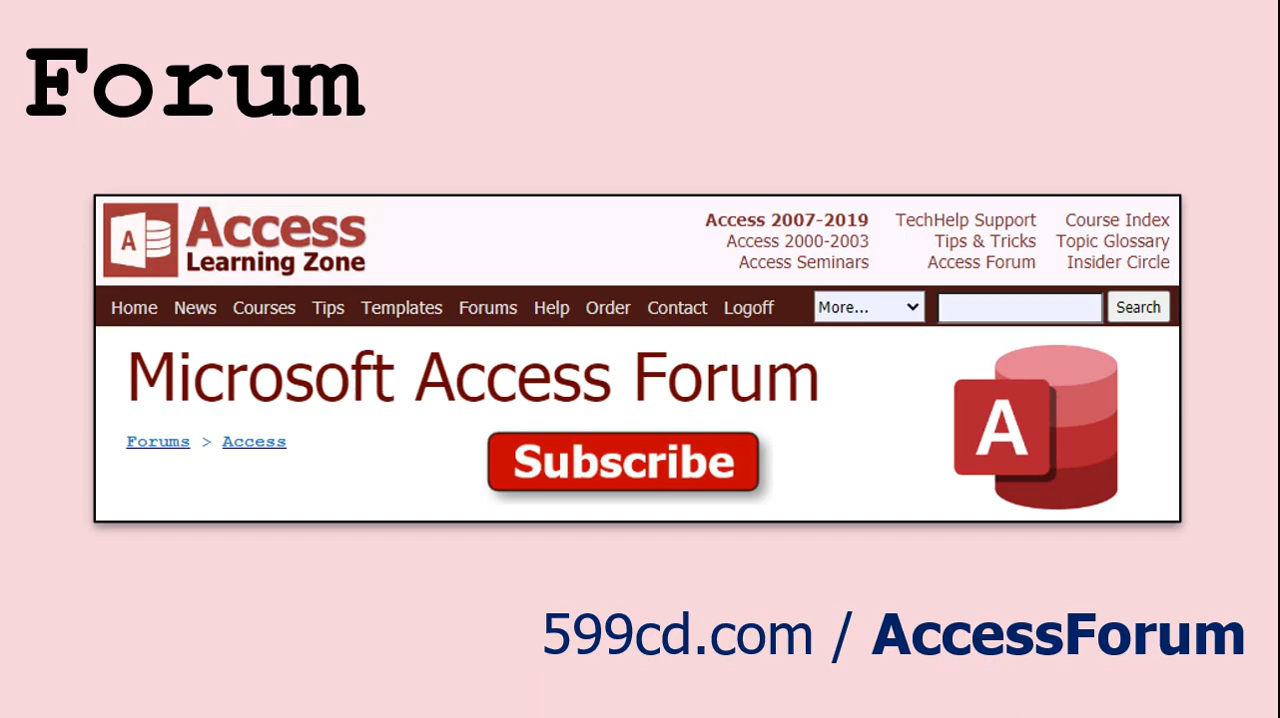 Forum
Access
Learning Zone
A
Access 2007-2019 TechHelp Support Course Index
Access 2000-2003 Tips & Tricks Topic Glossary
Access Seminars Access Forum Insider Circle
Home News Courses Tips Templates Forums Help Order Contact Logoff More... Search
Microsoft Access Forum
Forums > Access
Subscribe
A
599cd.com / AccessForum